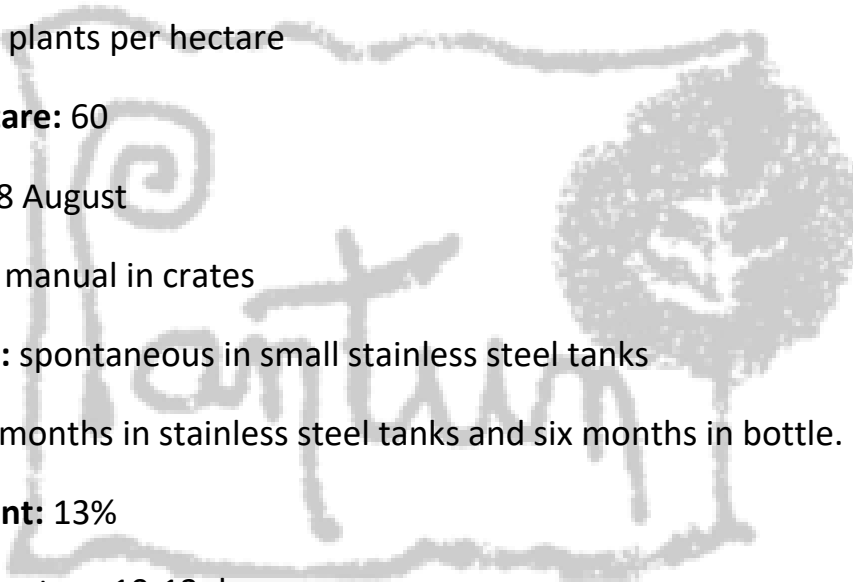 plants per hectare
tare: 60
8 August
manual in crates
: spontaneous in small stainless steel tanks
months in stainless steel tanks and six months in bottle.
nt: 13%